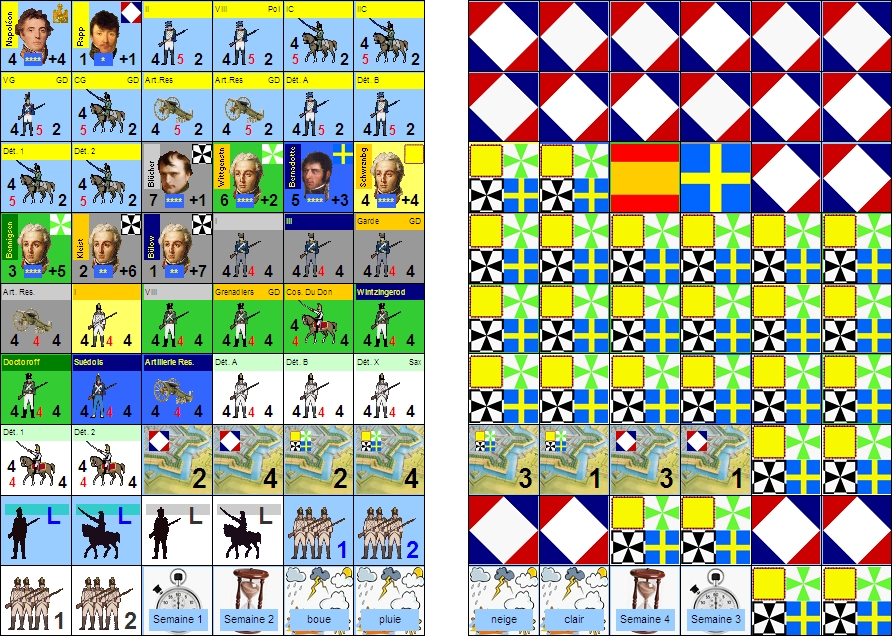 Napoléon 4 **** +4
Rapp 1 * +1
II 4 5 2
VIII Pol 4 5 2
IC 4 5 2
IIC 4 5 2
VG GD 4 5 2
CG GD 4 5 2
Art.Res 4 5 2
Art.Res GD 4 5 2
Dét. A 4 5 2
Dét. B 4 5 2
Dét. 1 4 5 2
Dét. 2 4 5 2
Blücher 7 **** +1
Wittgenstn 6 **** +2
Bernadotte 5 **** +3
Schwrznbg 4 **** +4
Bennigsen 3 **** +5
Kleist 2 ** +6
Bülow 1 ** +7
I 4 4 4
III 4 4 4
Garde GD 4 4 4
Art. Res. 4 4 4
I 4 4 4
VIII 4 4 4
Grenadiers GD 4 4 4
Cos. Du Don 4 4 4
Wintzingerod 4 4 4
Doctoroff 4 4 4
Suédois 4 4 4
Artillerie Res. 4 4 4
Dét. A 4 4 4
Dét. B 4 4 4
Dét. X Sax 4 4 4
Dét. 1 4 4 4
Dét. 2 4 4 4
2
4
2
4
3
1
3
1
L
L
L
L
1
2
1
2
Semaine 1
Semaine 2
boue
pluie
neige
clair
Semaine 4
Semaine 3